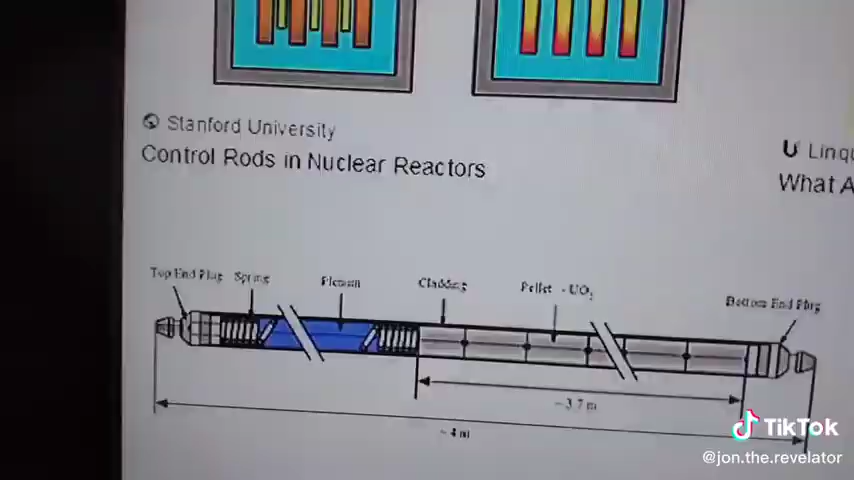 Stanford University
Control Rods in Nuclear Reactors
U Linqu
What A
Top End Plug Spring Plenum Cladding Pellet - UO₂ Bottom End Plug
~ 3.7 m
~ 4 m
TikTok
@jon.the.revelator